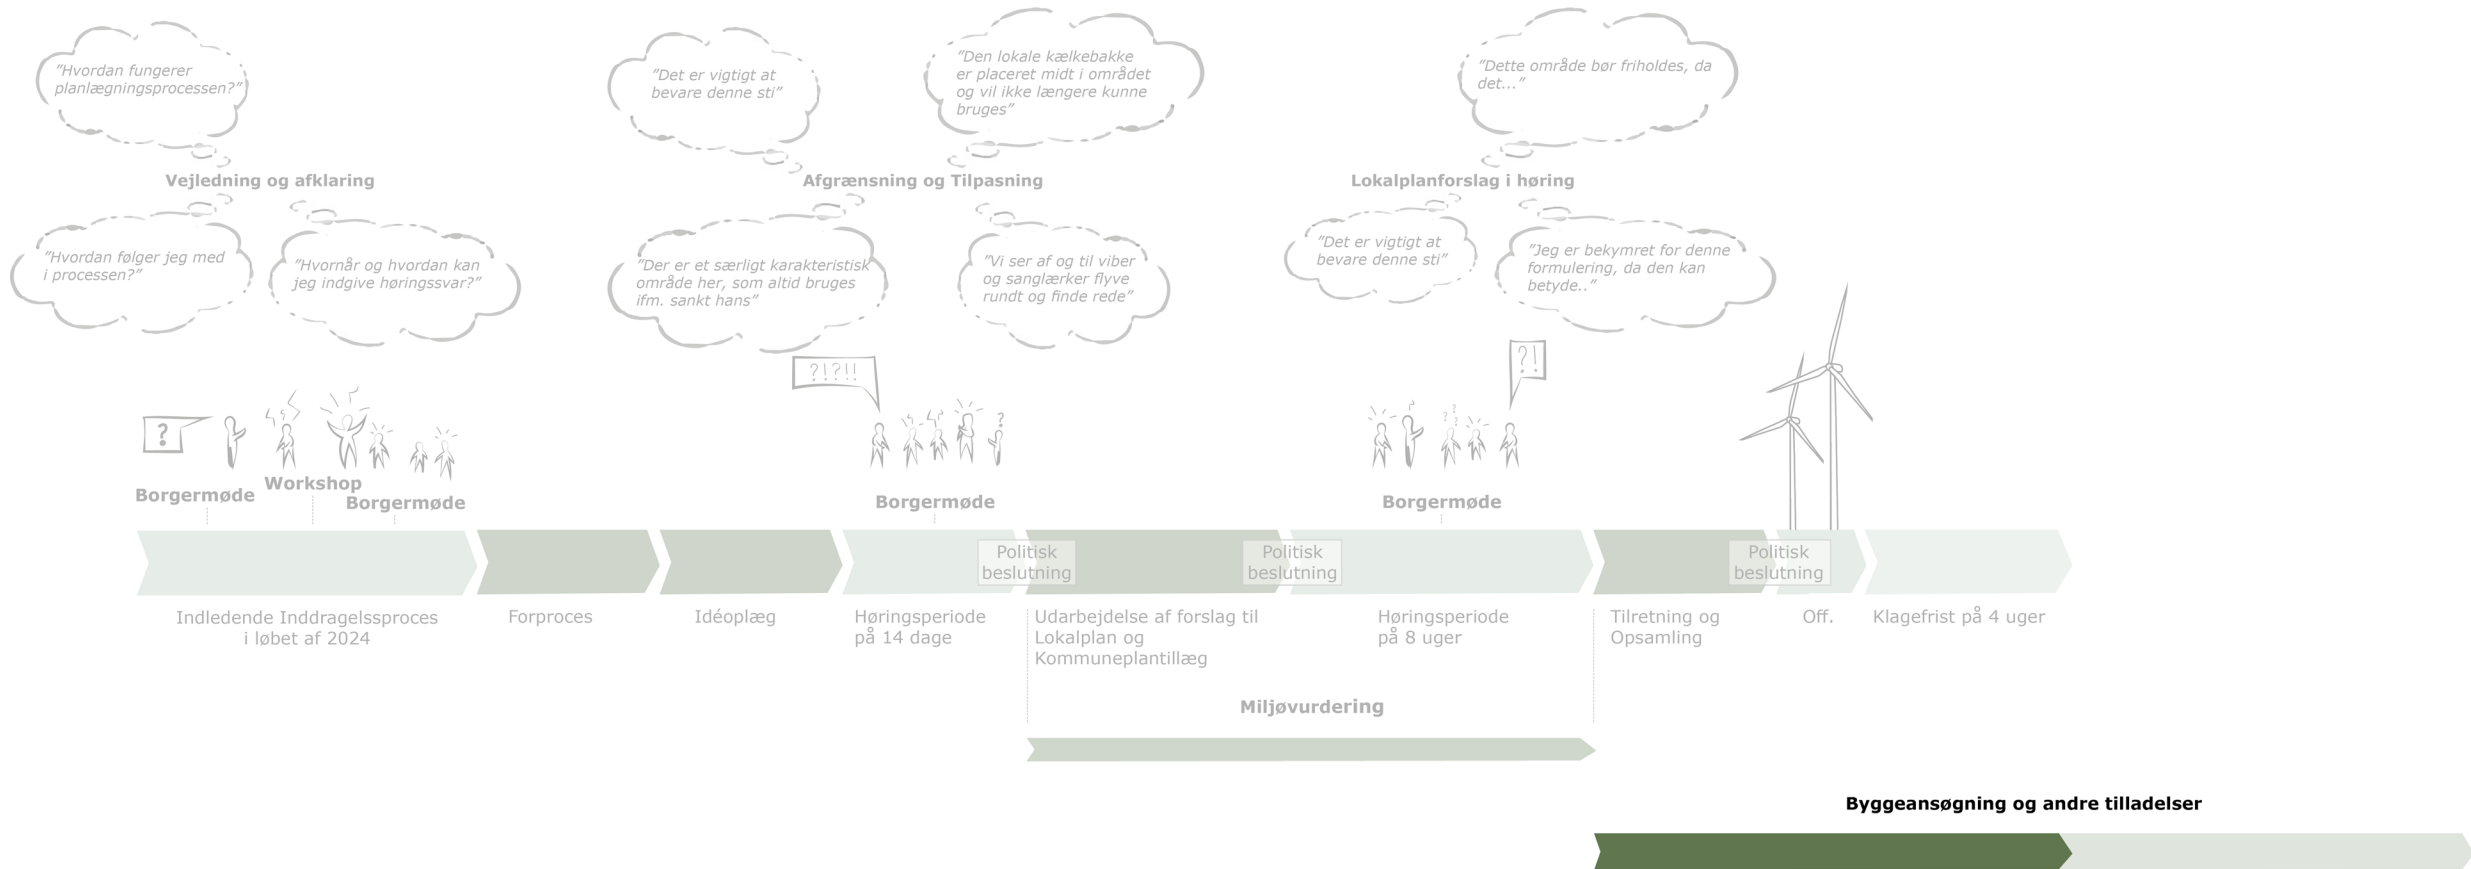 ”Hvordan fungerer
planlægningsprocessen?”
”Det er vigtigt at
bevare denne sti”
”Den lokale kælkebakke
er placeret midt i området
og vil ikke længere kunne
bruges”
”Dette område bør friholdes, da
det...”
Vejledning og afklaring
Afgrænsning og Tilpasning
Lokalplanforslag i høring
”Hvordan følger jeg med
i processen?”
”Hvornår og hvordan kan
jeg indgive høringssvar?”
”Der er et særligt karakteristisk
område her, som altid bruges
ifm. sankt hans”
”Vi ser af og til viber
og sanglærker flyve
rundt og finde rede”
”Det er vigtigt at
bevare denne sti”
”Jeg er bekymret for denne
formulering, da den kan
betyde..”
?!?!!
?!
?
?
? ? ?
Borgermøde
Workshop
Borgermøde
Borgermøde
Borgermøde
Politisk
beslutning
Politisk
beslutning
Politisk
beslutning
Indledende Inddragelssproces
i løbet af 2024
Forproces
Idéoplæg
Høringsperiode
på 14 dage
Udarbejdelse af forslag til
Lokalplan og
Kommuneplantillæg
Høringsperiode
på 8 uger
Tilretning og
Opsamling
Off.
Klagefrist på 4 uger
Miljøvurdering
Byggeansøgning og andre tilladelser